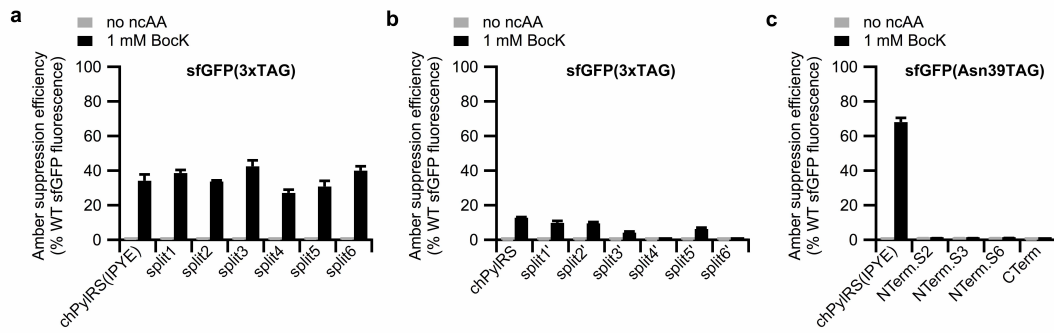 a
no ncAA
1 mM BocK
sfGFP(3xTAG)
Amber suppression efficiency
(% WT sfGFP fluorescence)
100
80
60
40
20
0
chPylRS(IPYE)
split1
split2
split3
split4
split5
split6
b
no ncAA
1 mM BocK
sfGFP(3xTAG)
Amber suppression efficiency
(% WT sfGFP fluorescence)
100
80
60
40
20
0
chPylRS
split1'
split2'
split3'
split4'
split5'
split6'
c
no ncAA
1 mM BocK
sfGFP(Asn39TAG)
Amber suppression efficiency
(% WT sfGFP fluorescence)
100
80
60
40
20
0
chPylRS(IPYE)
NTerm.S2
NTerm.S3
NTerm.S6
CTerm